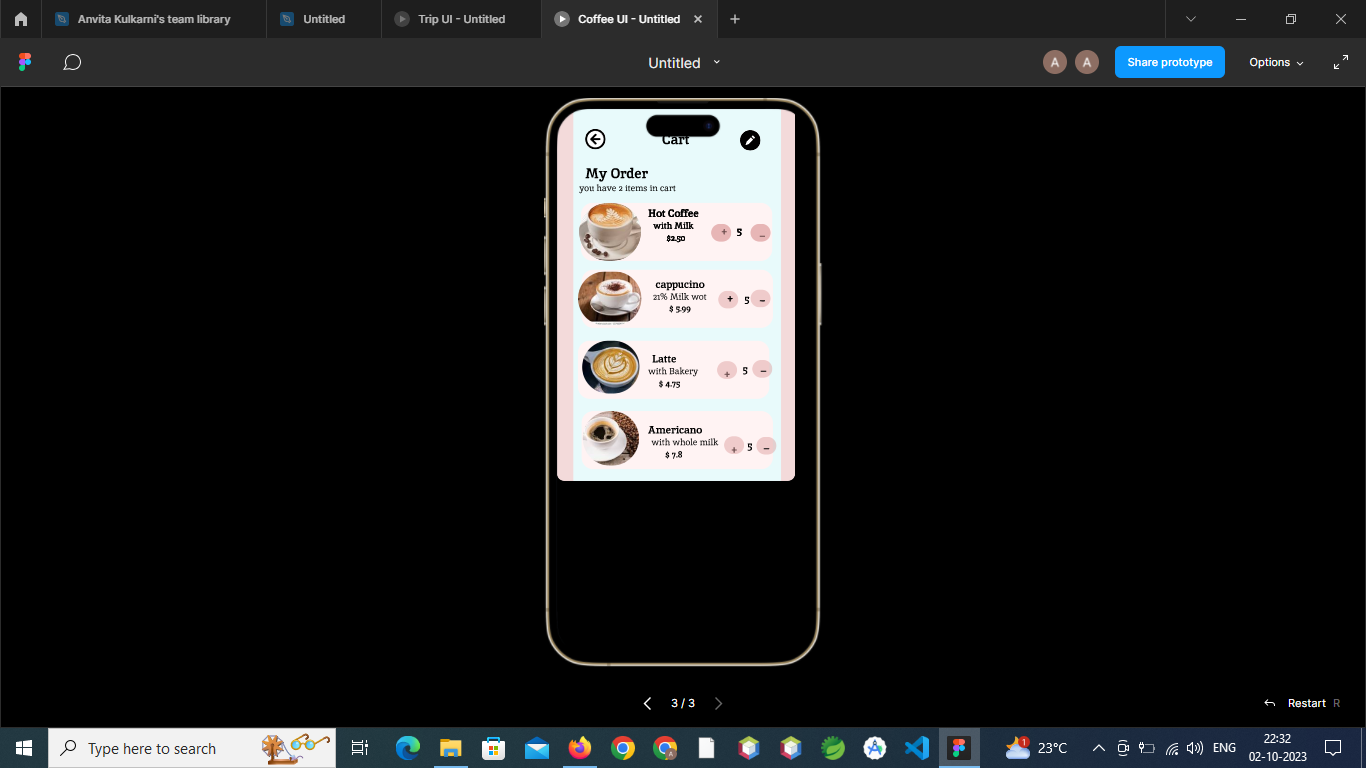 Anvita Kulkarni's team library
Untitled
Trip UI - Untitled
Coffee UI - Untitled
Untitled
A
A
Share prototype
Options
Cart
My Order
you have 2 items in cart
Hot Coffee
with Milk
$2.50
+ 5 _
cappucino
21% Milk wot
$ 5.99
+ 5 -
Latte
with Bakery
$ 4.75
+ 5 -
Americano
with whole milk
$ 7.8
+ 5 -
3 / 3
Restart R
Type here to search
1
23°C
ENG
22:32
02-10-2023